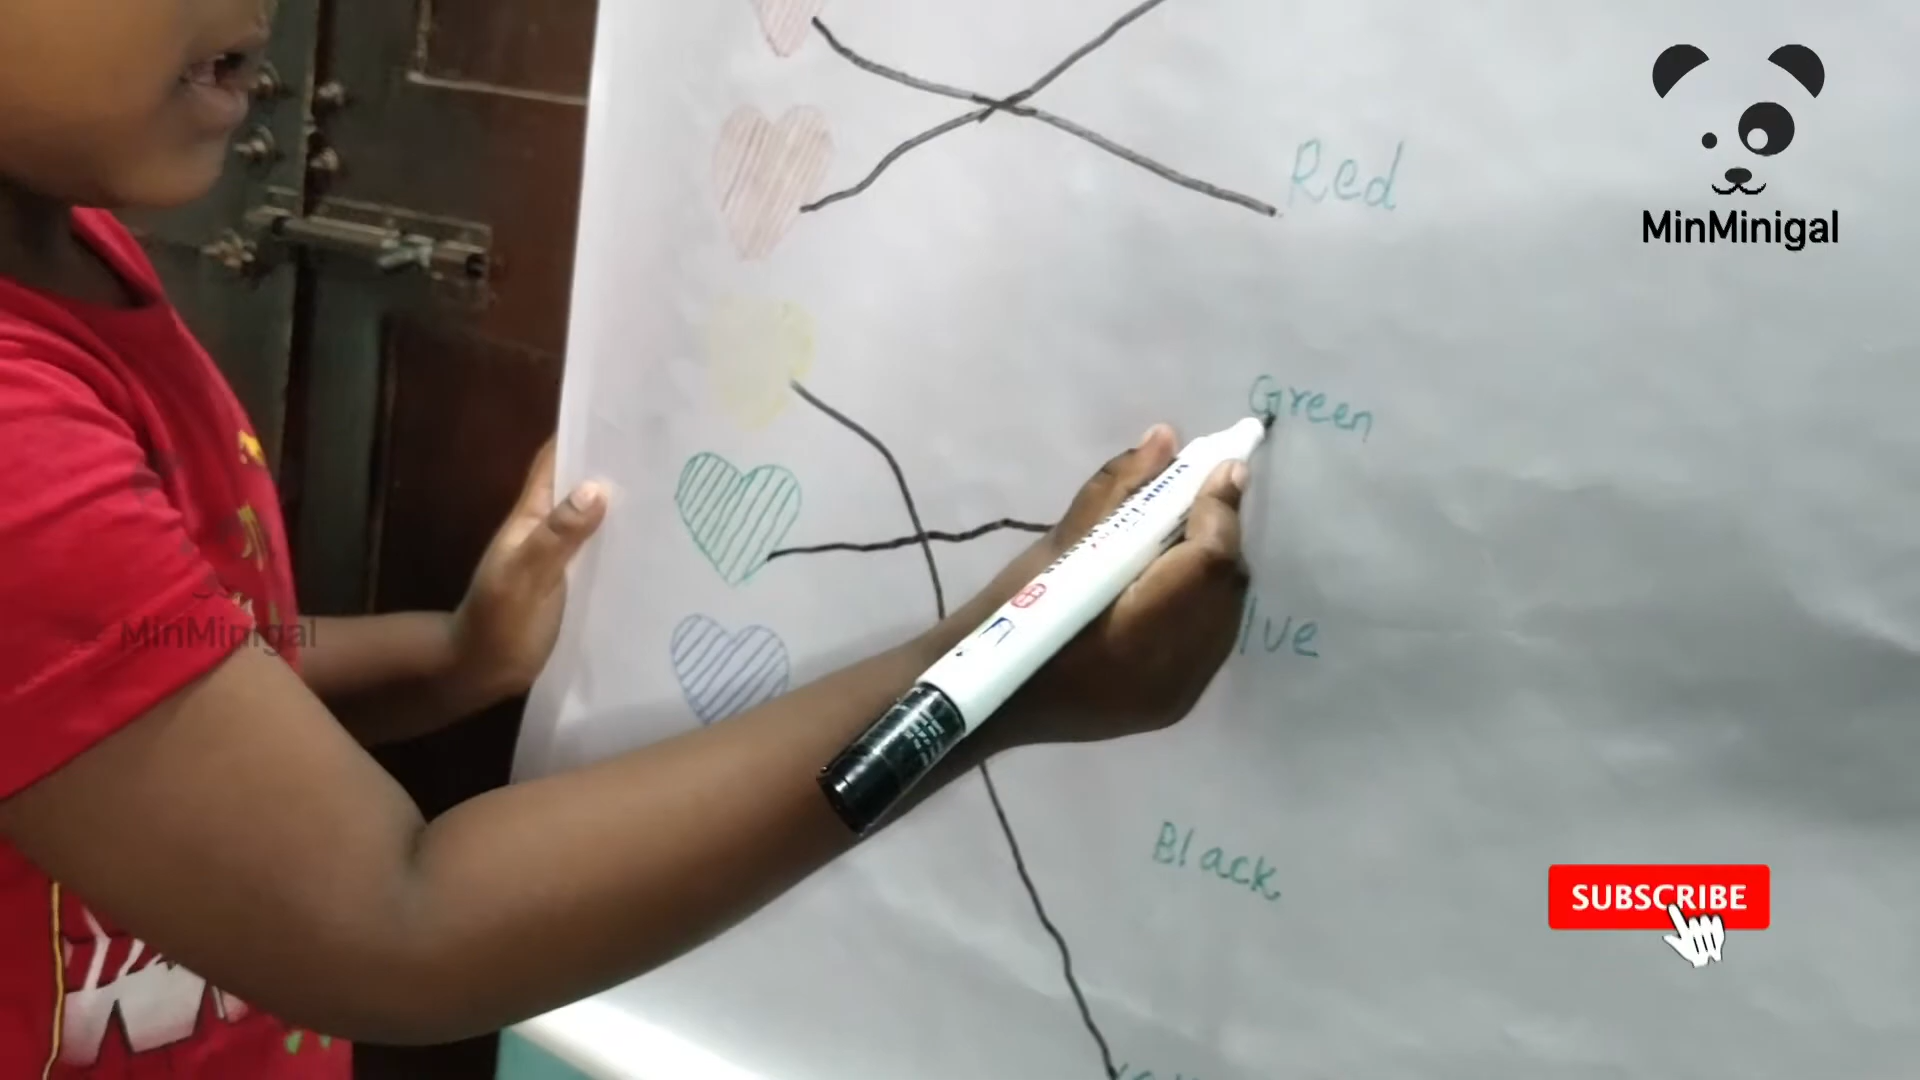 MinMinigal
Red
Green
lue
Black
MinMinigal
SUBSCRIBE